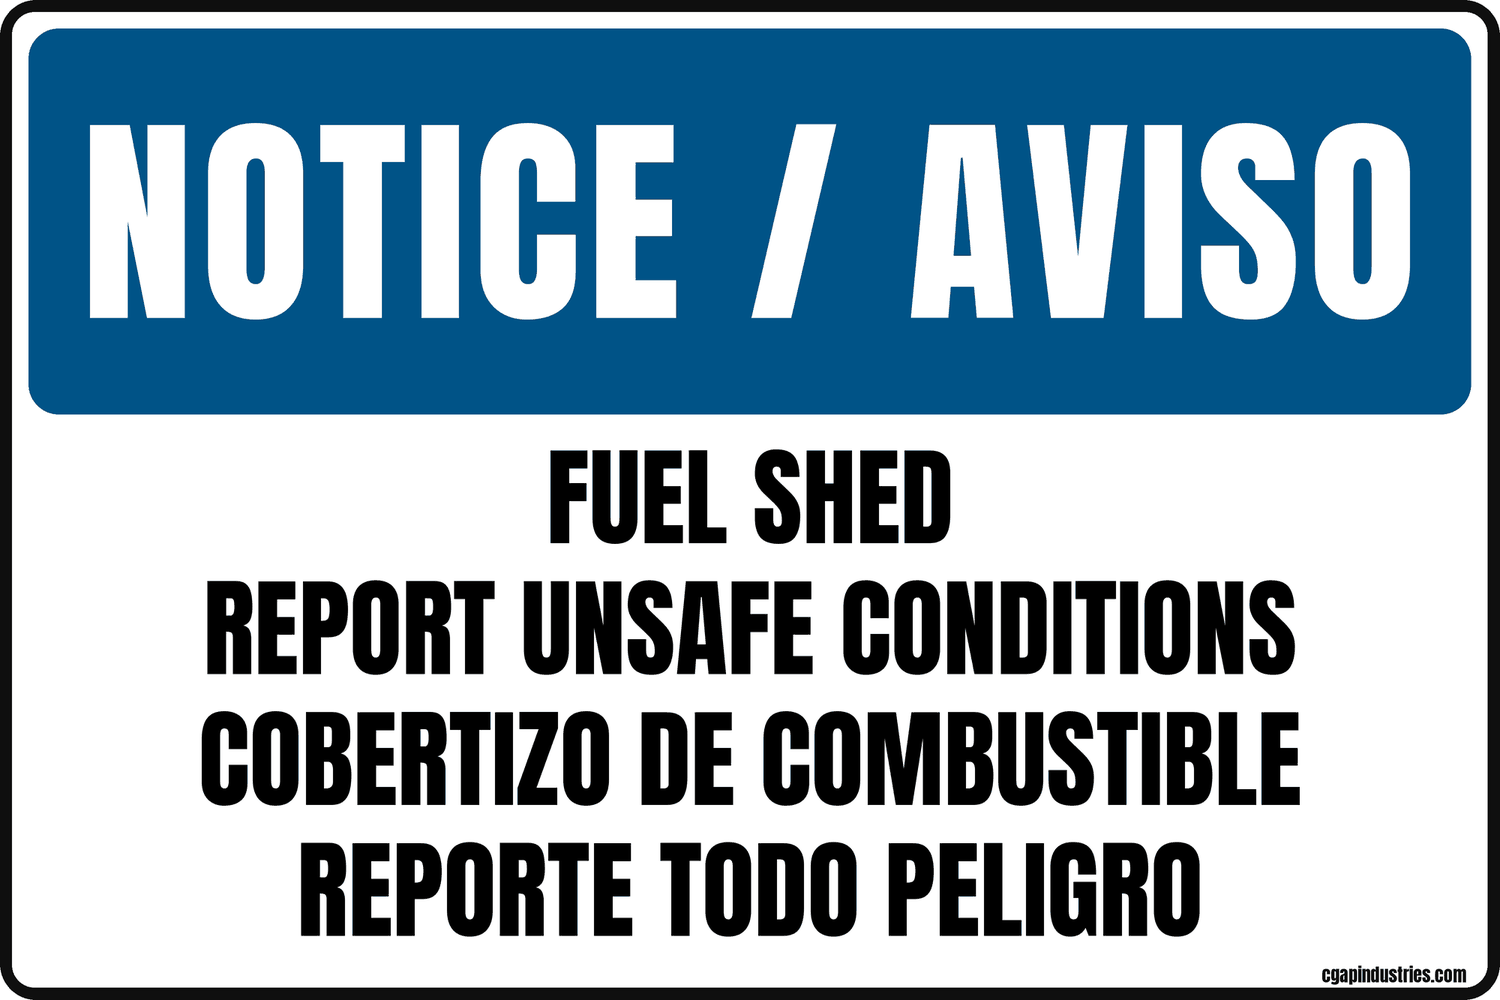 NOTICE / AVISO
FUEL SHED
REPORT UNSAFE CONDITIONS
COBERTIZO DE COMBUSTIBLE
REPORTE TODO PELIGRO
cgapindustries.com